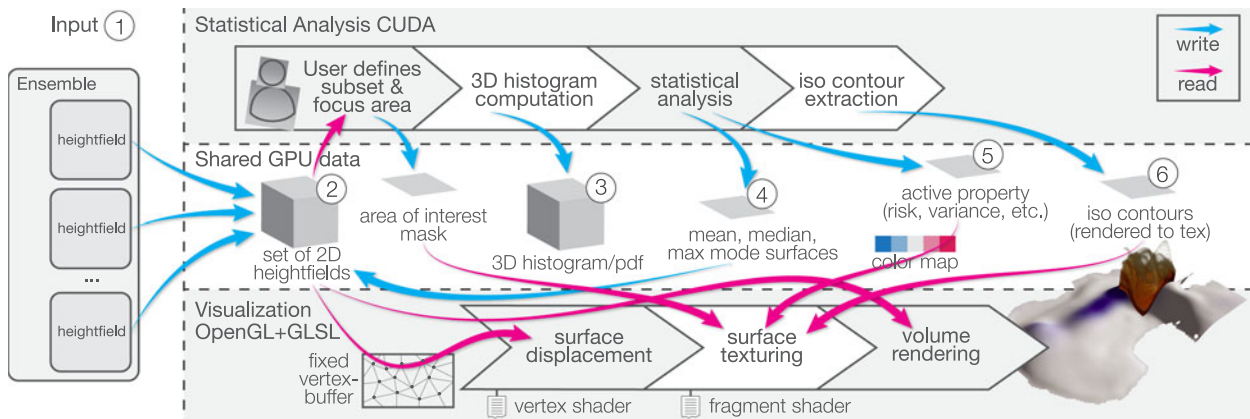 Input 1
Ensemble
heightfield
heightfield
...
heightfield
Statistical Analysis CUDA
User defines
subset &
focus area
3D histogram
computation
statistical
analysis
iso contour
extraction
write
read
Shared GPU data
2
set of 2D
heightfields
area of interest
mask
3
3D histogram/pdf
4
mean, median,
max mode surfaces
5
active property
(risk, variance, etc.)
color map
6
iso contours
(rendered to tex)
Visualization
OpenGL+GLSL
fixed
vertex-
buffer
surface
displacement
surface
texturing
volume
rendering
vertex shader
fragment shader